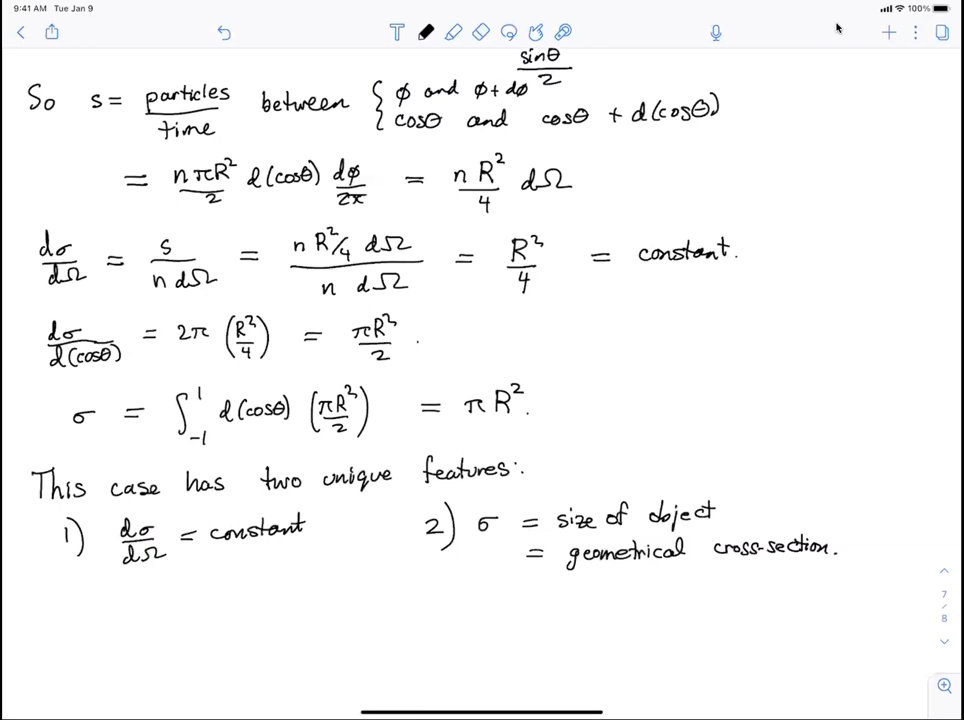 9:41 AM Tue Jan 9 100%
sinθ/2
So s = particles/time between { ϕ and ϕ + dϕ
{ cosθ and cosθ + d(cosθ)
= nπR²/2 d(cosθ) dϕ/2π = nR²/4 dΩ
dσ/dΩ = s/(n dΩ) = (n R²/4 dΩ)/(n dΩ) = R²/4 = constant.
dσ/d(cosθ) = 2π (R²/4) = πR²/2 .
σ = ∫₋₁¹ d(cosθ) (πR²/2) = πR².
This case has two unique features:
1) dσ/dΩ = constant 2) σ = size of object
= geometrical cross-section.
7
/
8